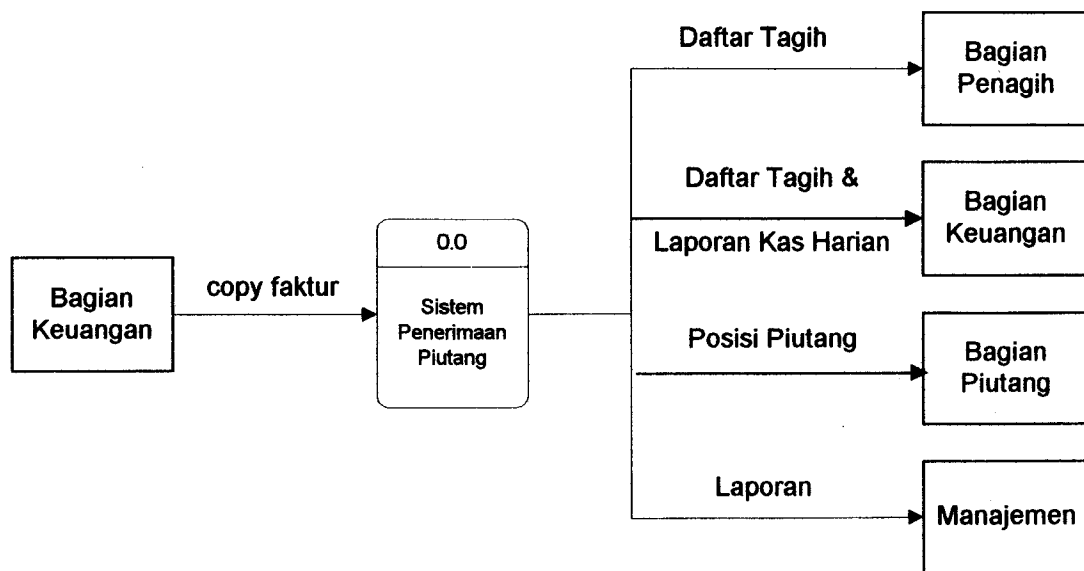 Bagian
Keuangan
copy faktur
0.0
Sistem
Penerimaan
Piutang
Daftar Tagih
Bagian
Penagih
Daftar Tagih &
Laporan Kas Harian
Bagian
Keuangan
Posisi Piutang
Bagian
Piutang
Laporan
Manajemen